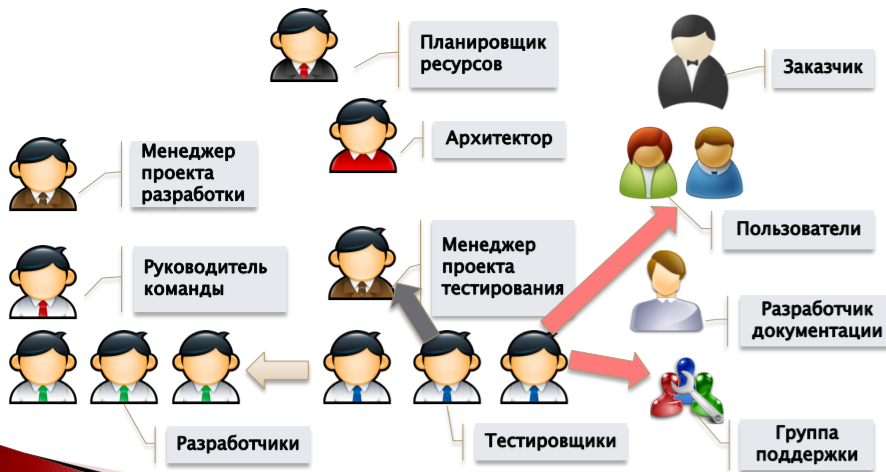 Планировщик
ресурсов
Заказчик
Архитектор
Менеджер
проекта
разработки
Пользователи
Менеджер
проекта
тестирования
Руководитель
команды
Разработчик
документации
Разработчики
Тестировщики
Группа
поддержки